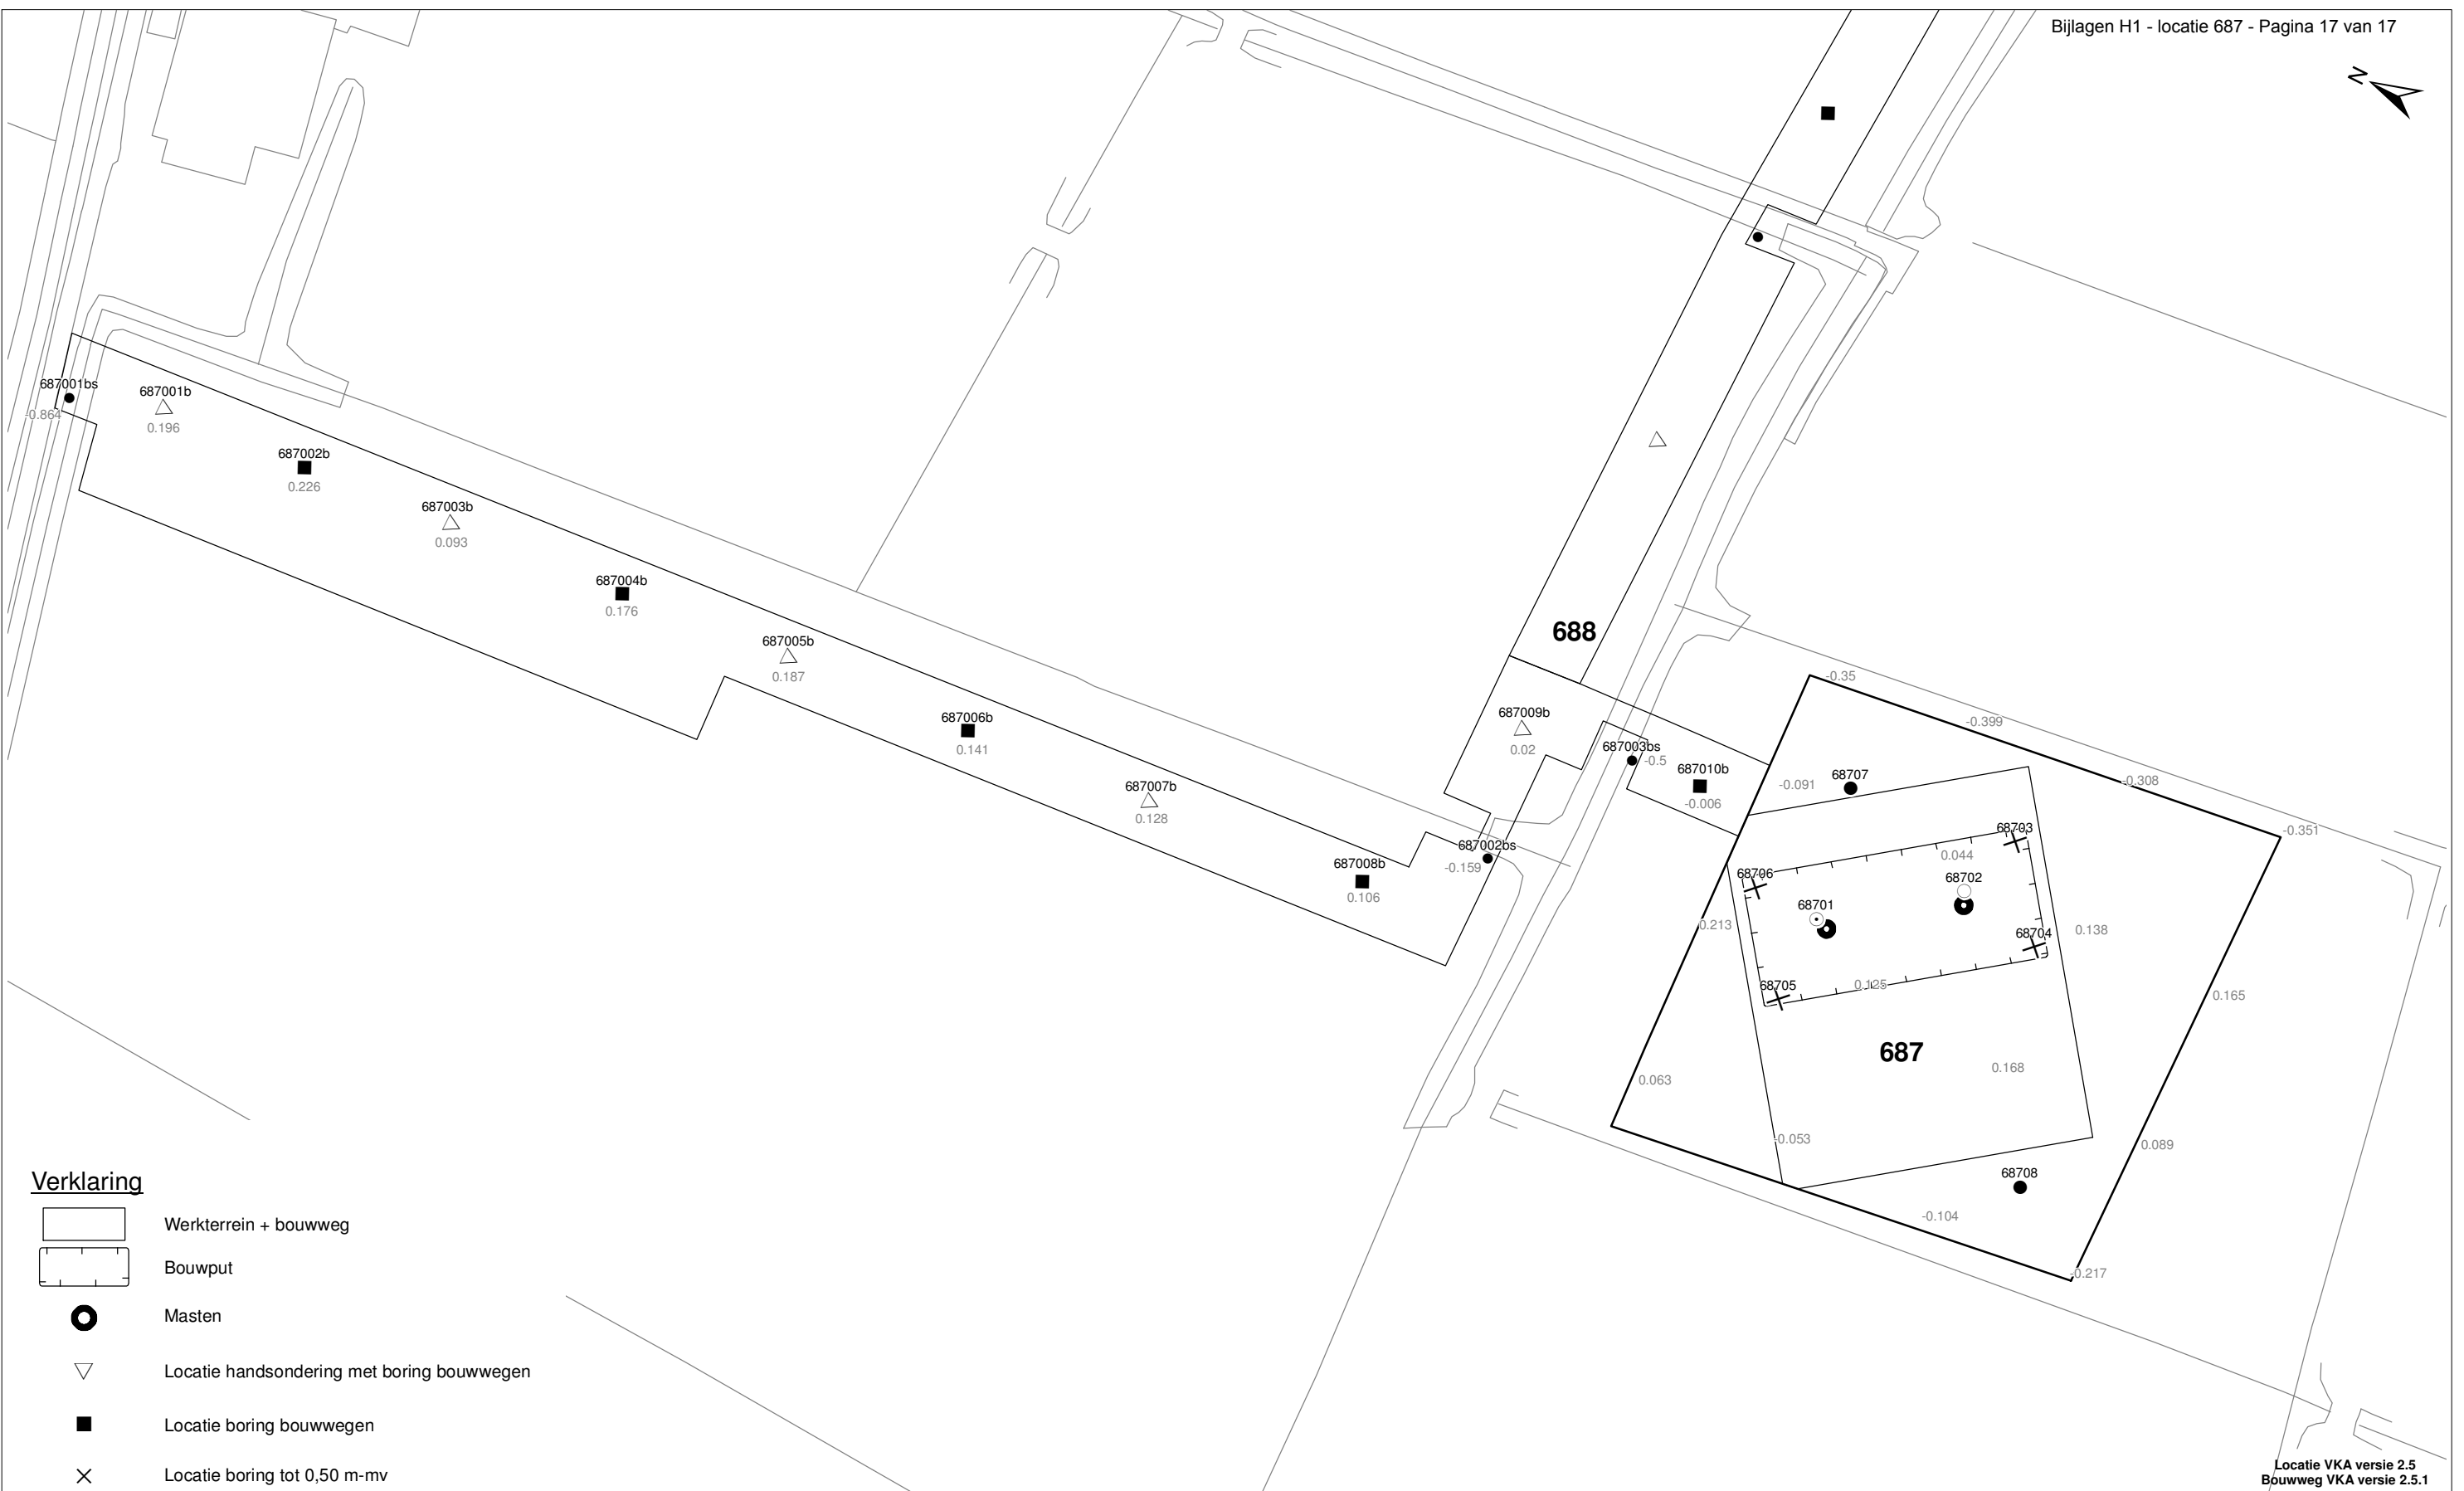 Bijlagen H1 - locatie 687 - Pagina 17 van 17
N
687001bs
-0.864
687001b
0.196
687002b
0.226
687003b
0.093
687004b
0.176
687005b
0.187
687006b
0.141
687007b
0.128
687008b
0.106
687002bs
-0.159
688
687009b
0.02
687003bs
-0.5
687010b
-0.006
-0.35
-0.399
-0.308
-0.351
-0.091
68707
68703
0.044
68706
68702
68701
0.213
68704
0.138
68705
0.125
0.165
687
0.168
0.063
-0.053
0.089
68708
-0.104
-0.217
Verklaring
Werkterrein + bouwweg
Bouwput
Masten
Locatie handsondering met boring bouwwegen
Locatie boring bouwwegen
Locatie boring tot 0,50 m-mv
Locatie VKA versie 2.5
Bouwweg VKA versie 2.5.1